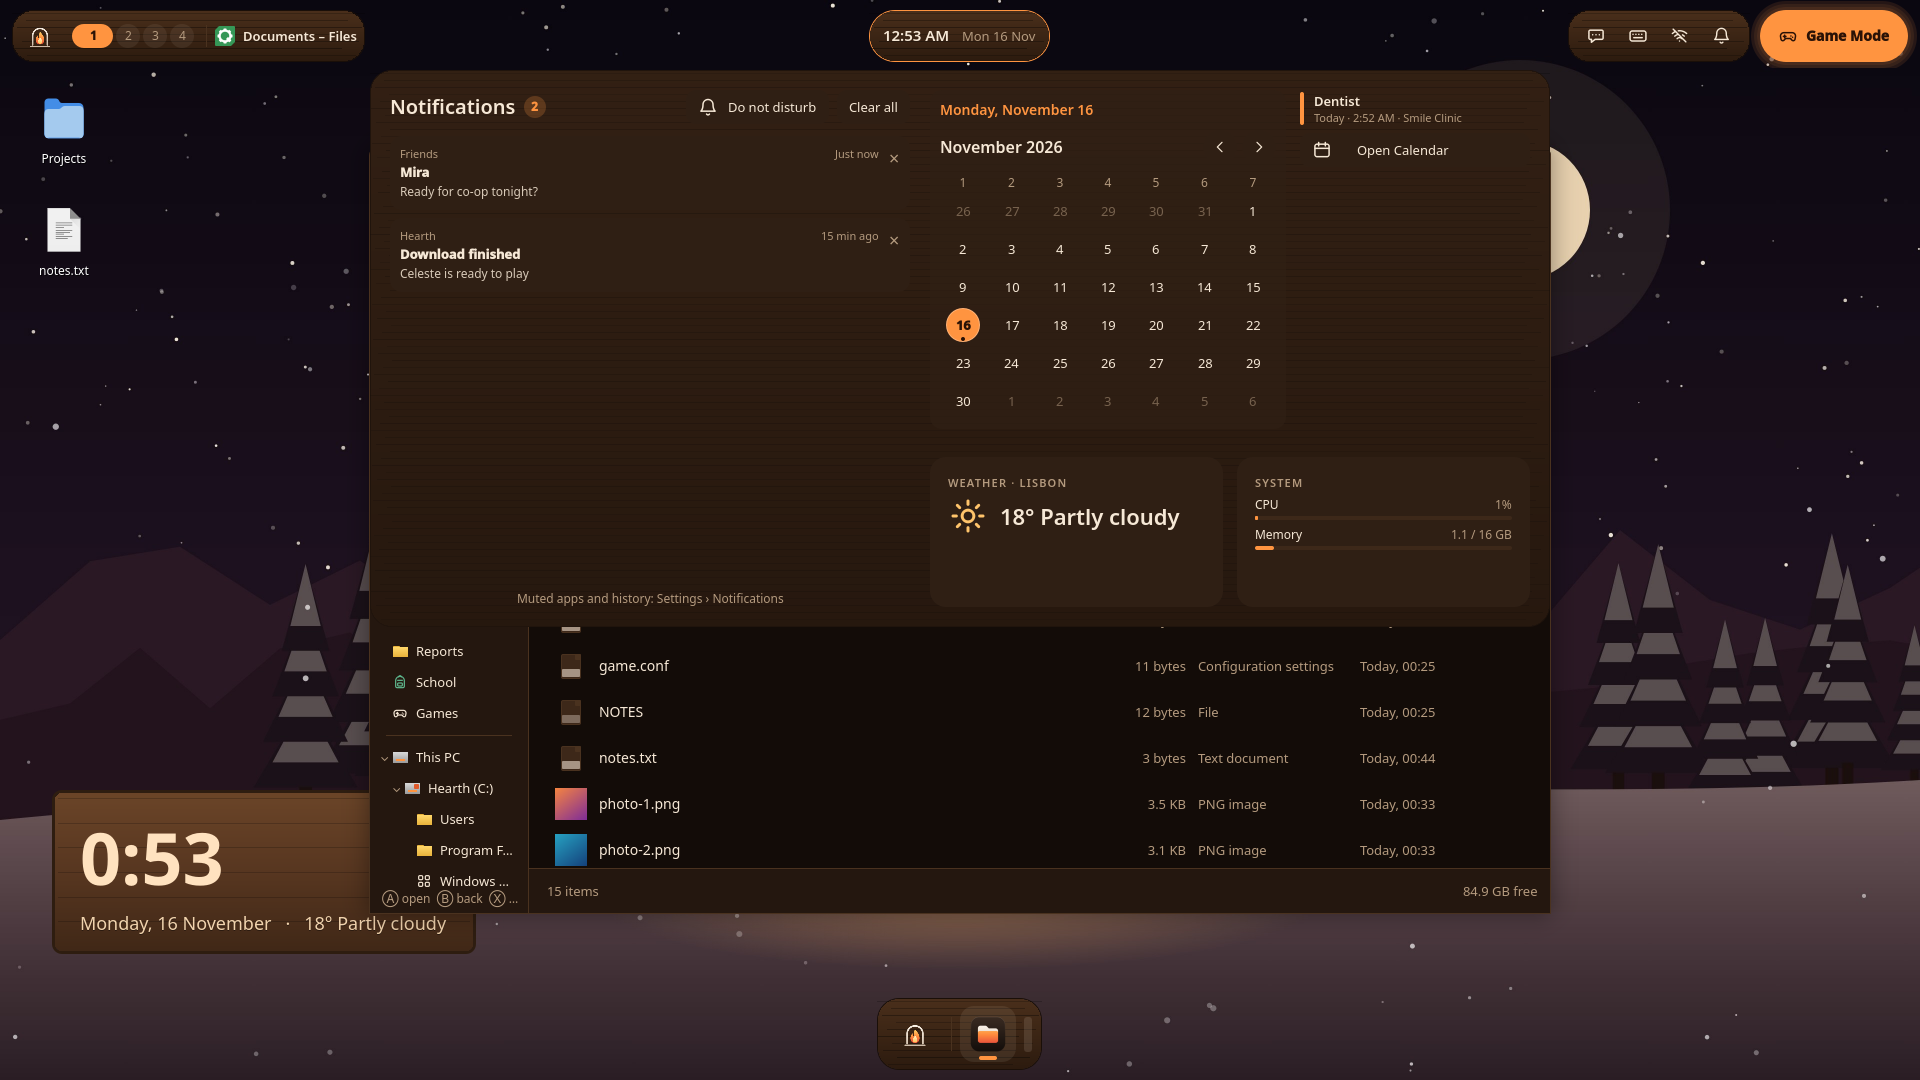 1 2 3 4 Documents – Files
12:53 AM Mon 16 Nov
Game Mode
Projects
notes.txt
Notifications 2
Do not disturb Clear all
Friends Just now
Mira
Ready for co-op tonight?
Hearth 15 min ago
Download finished
Celeste is ready to play
Muted apps and history: Settings › Notifications
Monday, November 16
November 2026
1 2 3 4 5 6 7
26 27 28 29 30 31 1
2 3 4 5 6 7 8
9 10 11 12 13 14 15
16 17 18 19 20 21 22
23 24 25 26 27 28 29
30 1 2 3 4 5 6
Dentist
Today · 2:52 AM · Smile Clinic
Open Calendar
WEATHER · LISBON
18° Partly cloudy
SYSTEM
CPU 1%
Memory 1.1 / 16 GB
Reports
School
Games
This PC
Hearth (C:)
Users
Program F...
Windows ...
A open B back X ...
game.conf 11 bytes Configuration settings Today, 00:25
NOTES 12 bytes File Today, 00:25
notes.txt 3 bytes Text document Today, 00:44
photo-1.png 3.5 KB PNG image Today, 00:33
photo-2.png 3.1 KB PNG image Today, 00:33
15 items 84.9 GB free
0:53
Monday, 16 November · 18° Partly cloudy